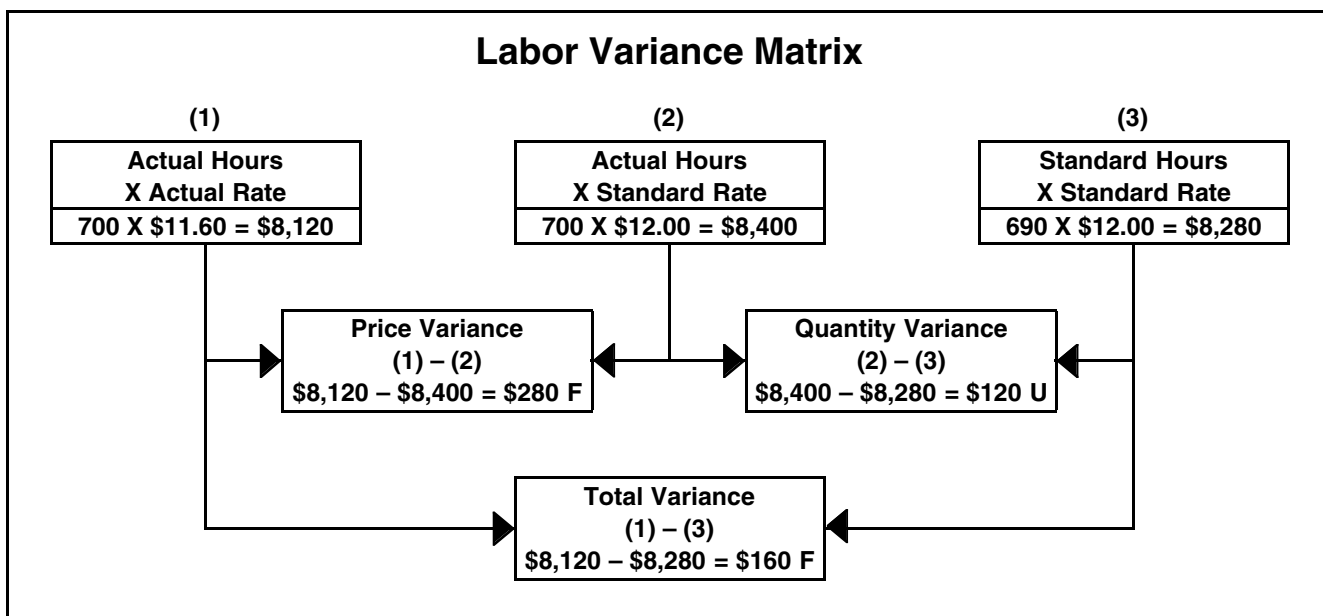 Labor Variance Matrix
(1)
(2)
(3)
Actual Hours
X Actual Rate
700 X $11.60 = $8,120
Actual Hours
X Standard Rate
700 X $12.00 = $8,400
Standard Hours
X Standard Rate
690 X $12.00 = $8,280
Price Variance
(1) – (2)
$8,120 – $8,400 = $280 F
Quantity Variance
(2) – (3)
$8,400 – $8,280 = $120 U
Total Variance
(1) – (3)
$8,120 – $8,280 = $160 F